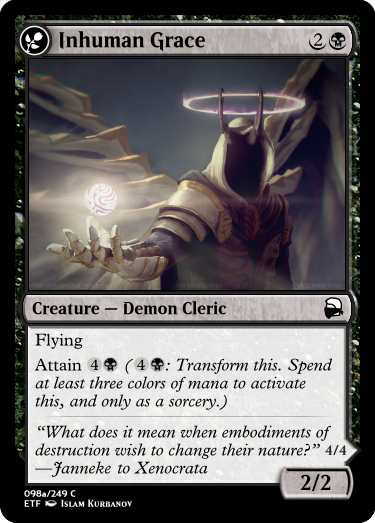 Inhuman Grace 2
Creature — Demon Cleric
Flying
Attain 4 ( 4 : Transform this. Spend
at least three colors of mana to activate
this, and only as a sorcery.)
“What does it mean when embodiments of
destruction wish to change their nature?” 4/4
—Janneke to Xenocrata
2/2
098a/249 C
ETF Islam Kurbanov